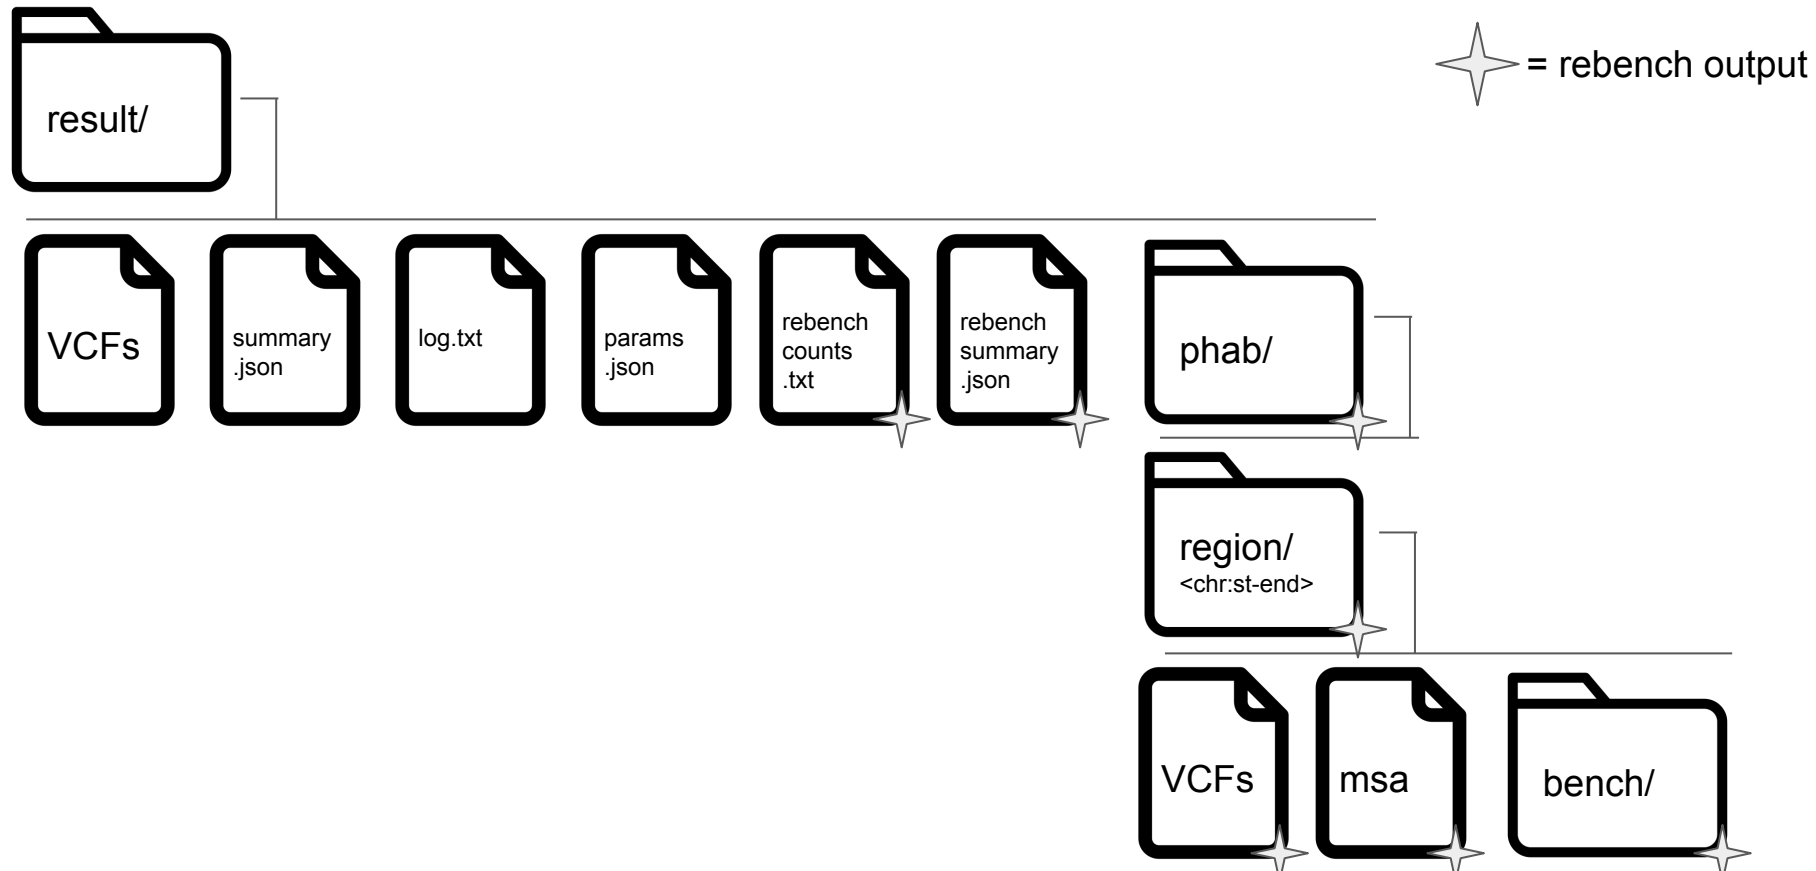 result/
= rebench output
VCFs
summary
.json
log.txt
params
.json
rebench
counts
.txt
rebench
summary
.json
phab/
region/
<chr:st-end>
VCFs
msa
bench/